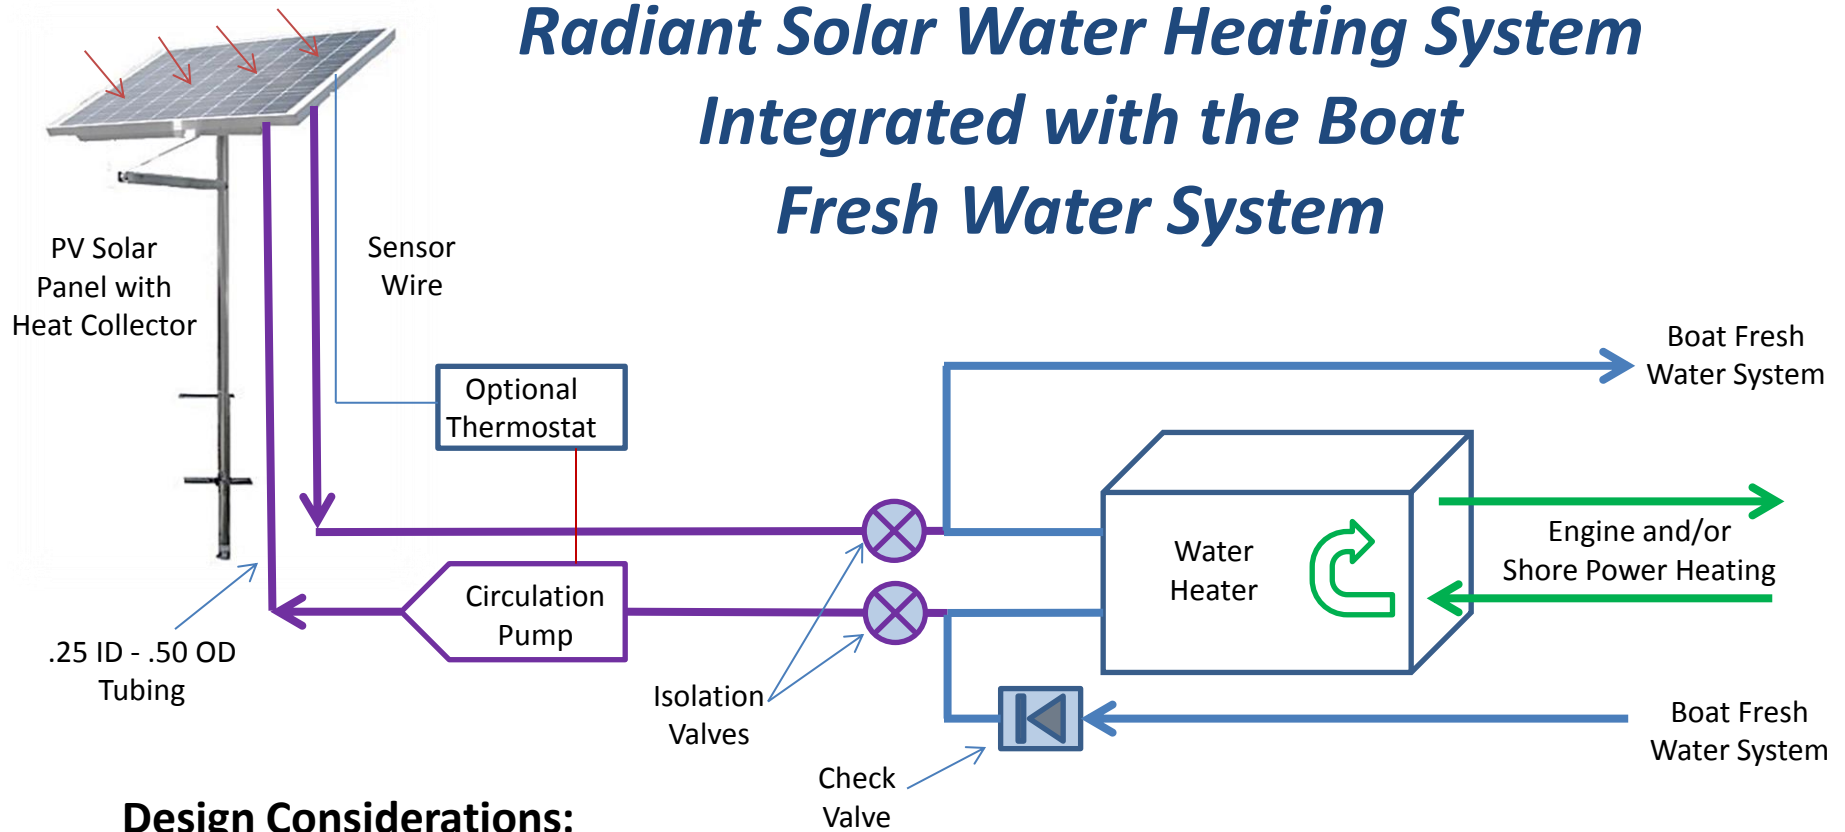 Radiant Solar Water Heating System
Integrated with the Boat
Fresh Water System
PV Solar
Panel with
Heat Collector
Sensor
Wire
Optional
Thermostat
Boat Fresh
Water System
Water
Heater
Engine and/or
Shore Power Heating
Circulation
Pump
.25 ID - .50 OD
Tubing
Isolation
Valves
Check
Valve
Boat Fresh
Water System
Design Considerations: